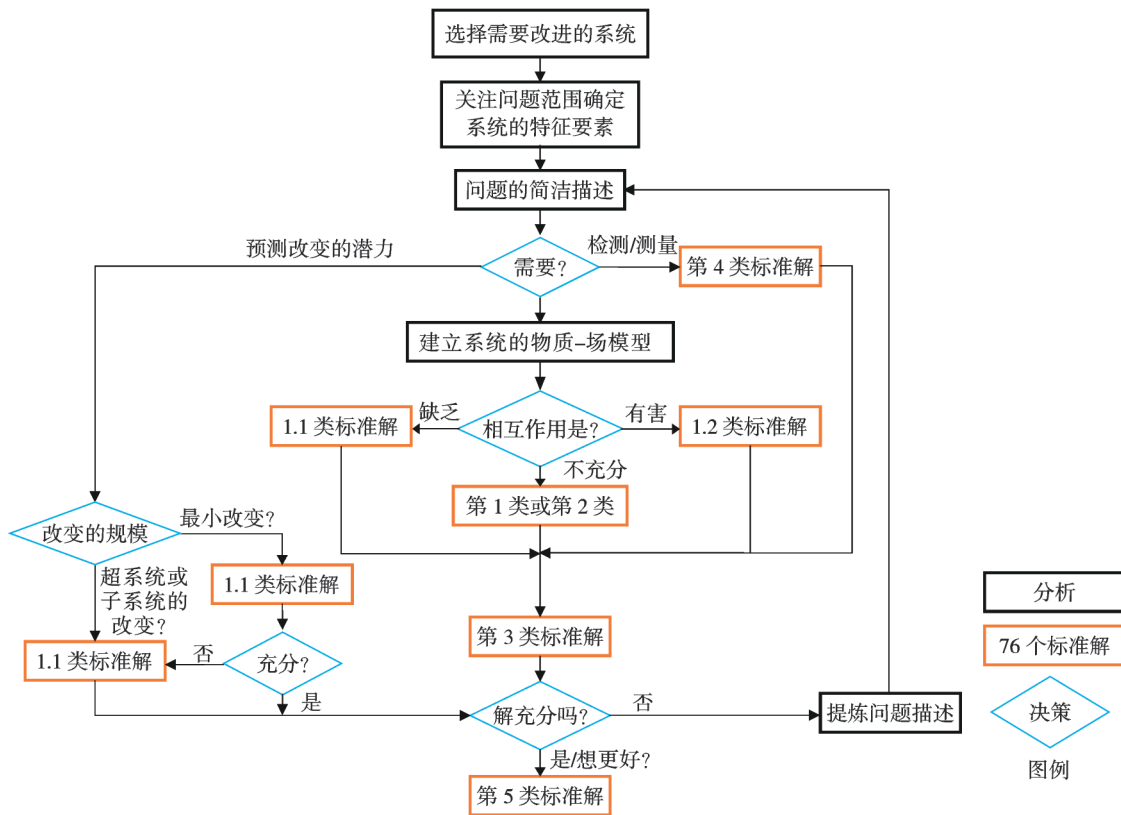 选择需要改进的系统
关注问题范围确定
系统的特征要素
问题的简洁描述
预测改变的潜力
需要?
检测/测量
第 4 类标准解
建立系统的物质-场模型
1.1 类标准解
缺乏
相互作用是?
有害
1.2 类标准解
不充分
第 1 类或第 2 类
改变的规模
最小改变?
超系统或
子系统的
改变?
1.1 类标准解
1.1 类标准解
否
充分?
是
第 3 类标准解
解充分吗?
否
提炼问题描述
是/想更好?
第 5 类标准解
分析
76 个标准解
决策
图例